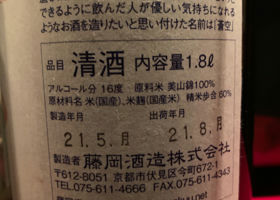 できるように飲んだ人が優しい気持ちになれる
ようなお酒を造りたいと思い付けた名前は「蒼空」
品目 清酒 内容量1.8ℓ
アルコール分 16度 原料米 美山錦100%
原材料名 米(国産)、米麹(国産米) 精米歩合 60%
製造年月 出荷年月
21.5.月 21.8.月
製造者 藤岡酒造株式会社
〒612-8051 京都市伏見区今町672-1
TEL 075-611-4666 FAX 075-611-4343